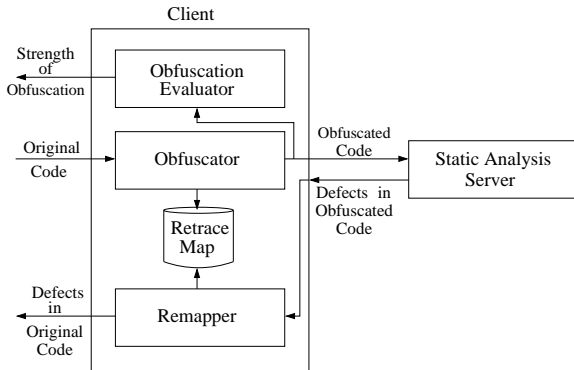 Client
Strength
of
Obfuscation
Obfuscation
Evaluator
Original
Code
Obfuscator
Obfuscated
Code
Static Analysis
Server
Defects in
Obfuscated
Code
Retrace
Map
Defects
in
Original
Code
Remapper